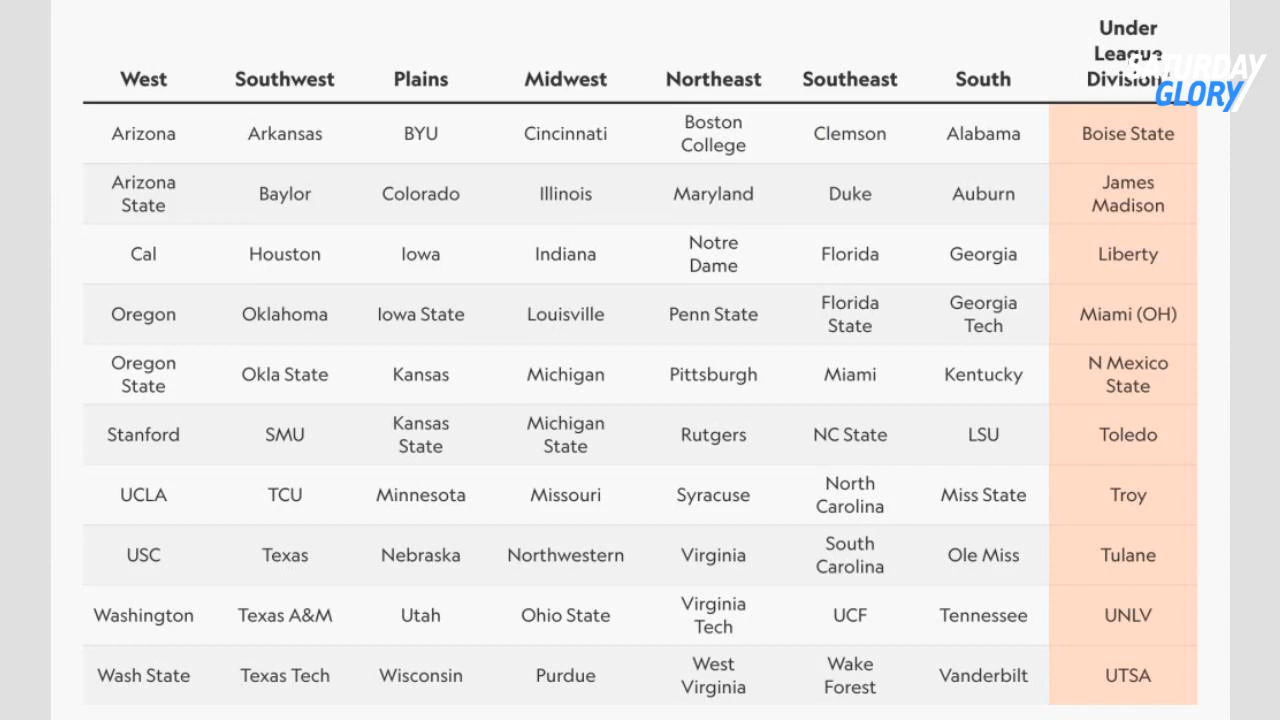 Under
League
Division*
SATURDAY
GLORY
West Southwest Plains Midwest Northeast Southeast South
Arizona Arkansas BYU Cincinnati Boston College Clemson Alabama Boise State
Arizona State Baylor Colorado Illinois Maryland Duke Auburn James Madison
Cal Houston Iowa Indiana Notre Dame Florida Georgia Liberty
Oregon Oklahoma Iowa State Louisville Penn State Florida State Georgia Tech Miami (OH)
Oregon State Okla State Kansas Michigan Pittsburgh Miami Kentucky N Mexico State
Stanford SMU Kansas State Michigan State Rutgers NC State LSU Toledo
UCLA TCU Minnesota Missouri Syracuse North Carolina Miss State Troy
USC Texas Nebraska Northwestern Virginia South Carolina Ole Miss Tulane
Washington Texas A&M Utah Ohio State Virginia Tech UCF Tennessee UNLV
Wash State Texas Tech Wisconsin Purdue West Virginia Wake Forest Vanderbilt UTSA